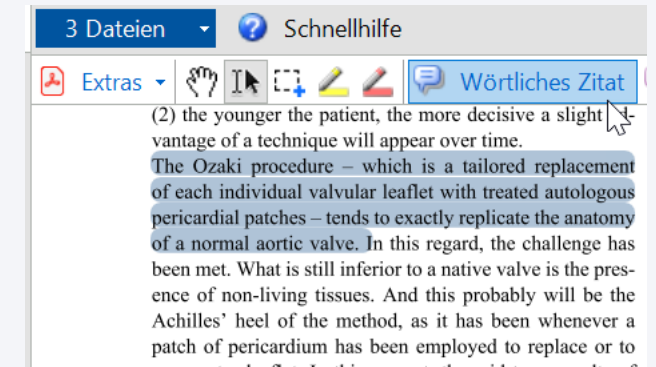 3 Dateien
Schnellhilfe
Extras
Wörtliches Zitat
(2) the younger the patient, the more decisive a slight
vantage of a technique will appear over time.
The Ozaki procedure – which is a tailored replacement
of each individual valvular leaflet with treated autologous
pericardial patches – tends to exactly replicate the anatomy
of a normal aortic valve. In this regard, the challenge has
been met. What is still inferior to a native valve is the pres-
ence of non-living tissues. And this probably will be the
Achilles’ heel of the method, as it has been whenever a
patch of pericardium has been employed to replace or to